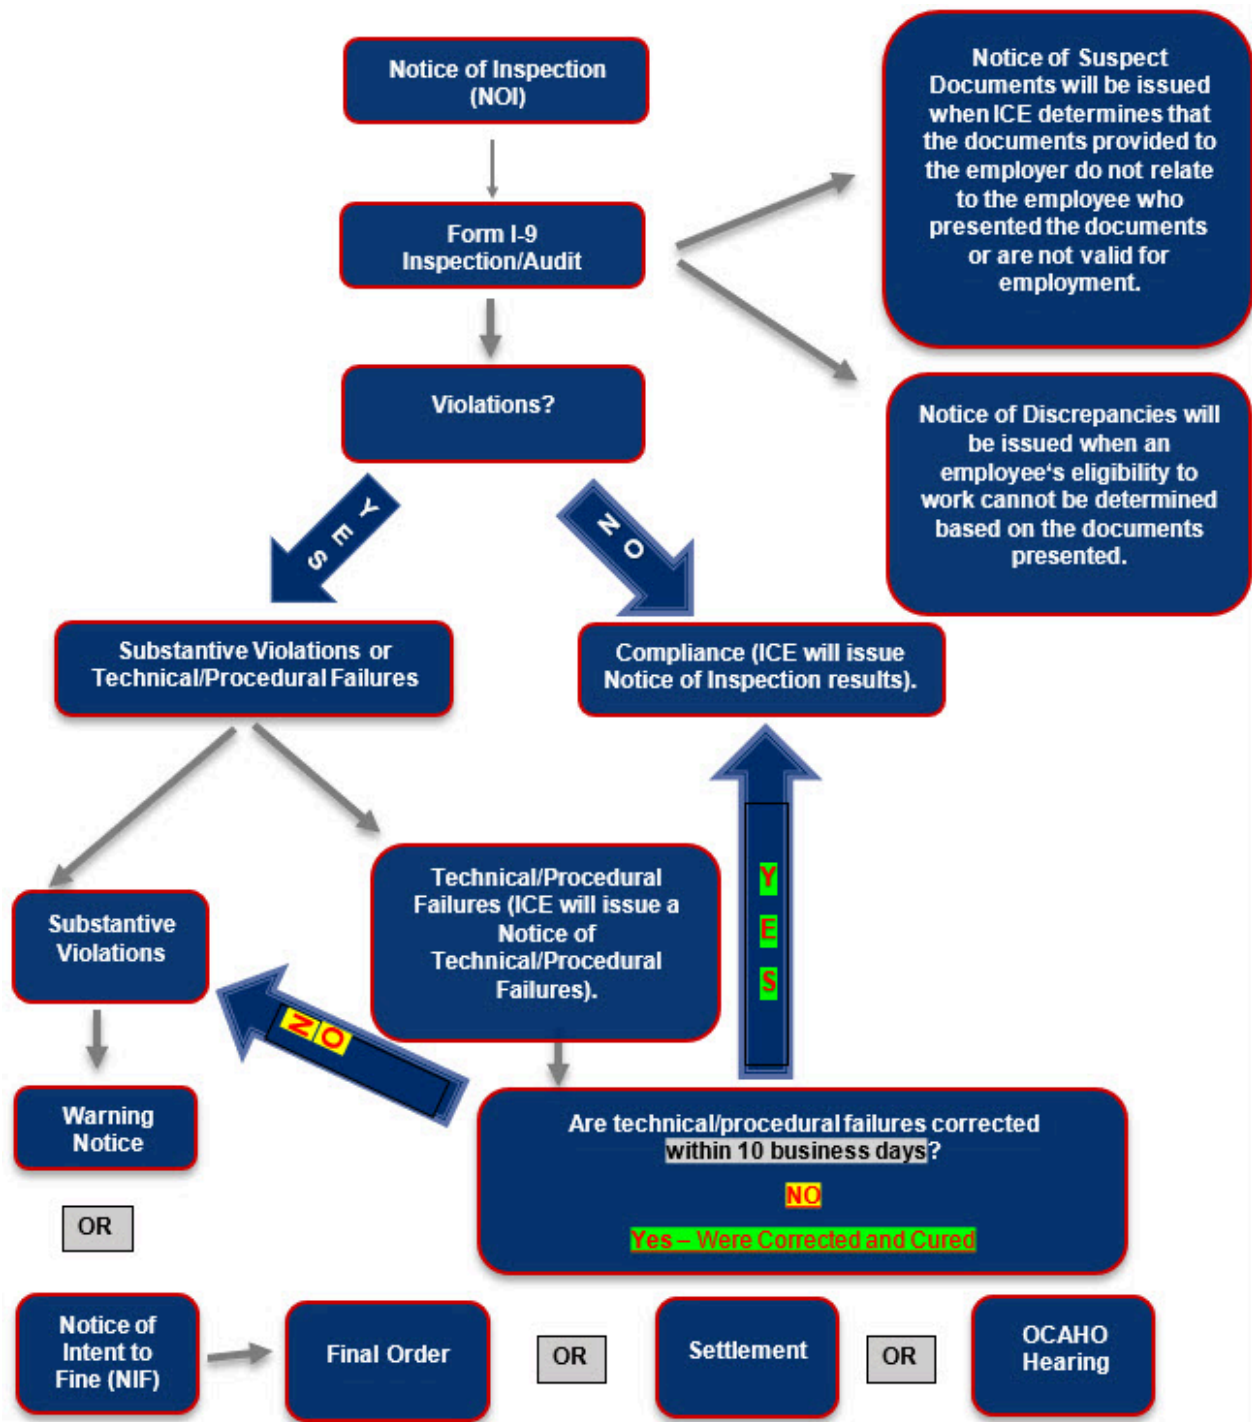 Notice of Inspection
(NOI)
Notice of Suspect
Documents will be issued
when ICE determines that
the documents provided to
the employer do not relate
to the employee who
presented the documents
or are not valid for
employment.
Form I-9
Inspection/Audit
Violations?
Notice of Discrepancies will
be issued when an
employee‘s eligibility to
work cannot be determined
based on the documents
presented.
YES
NO
Substantive Violations or
Technical/Procedural Failures
Compliance (ICE will issue
Notice of Inspection results).
Technical/Procedural
Failures (ICE will issue a
Notice of
Technical/Procedural
Failures).
YES
Substantive
Violations
NO
Warning
Notice
Are technical/procedural failures corrected
within 10 business days?
NO
Yes – Were Corrected and Cured
OR
Notice of
Intent to
Fine (NIF)
Final Order
OR
Settlement
OR
OCAHO
Hearing